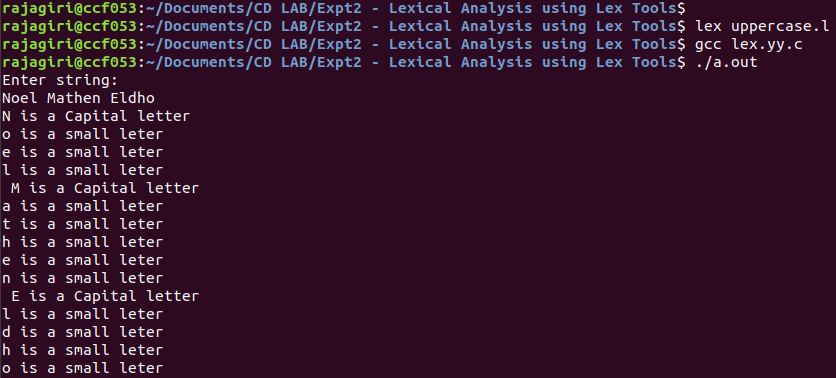 rajagiri@ccf053:~/Documents/CD LAB/Expt2 - Lexical Analysis using Lex Tools$
rajagiri@ccf053:~/Documents/CD LAB/Expt2 - Lexical Analysis using Lex Tools$ lex uppercase.l
rajagiri@ccf053:~/Documents/CD LAB/Expt2 - Lexical Analysis using Lex Tools$ gcc lex.yy.c
rajagiri@ccf053:~/Documents/CD LAB/Expt2 - Lexical Analysis using Lex Tools$ ./a.out
Enter string:
Noel Mathen Eldho
N is a Capital letter
o is a small leter
e is a small leter
l is a small leter
 M is a Capital letter
a is a small leter
t is a small leter
h is a small leter
e is a small leter
n is a small leter
 E is a Capital letter
l is a small leter
d is a small leter
h is a small leter
o is a small leter